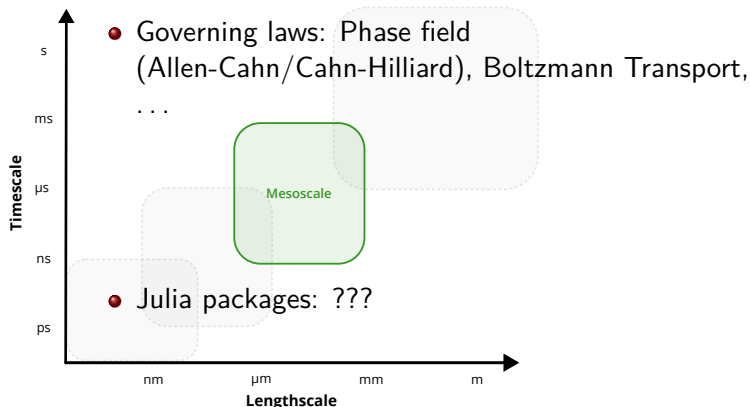 Governing laws: Phase field
(Allen-Cahn/Cahn-Hilliard), Boltzmann Transport,
. . .
s
ms
µs
ns
ps
Timescale
Mesoscale
Julia packages: ???
nm
µm
mm
m
Lengthscale